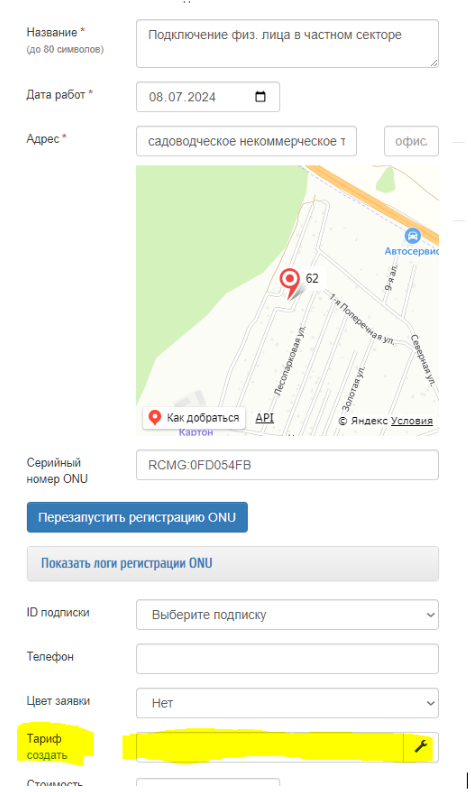 Название *
(до 80 символов)
Подключение физ. лица в частном секторе
Дата работ *
08.07.2024
Адрес *
садоводческое некоммерческое т
офис.
Автосервис
62
9-я ал.
1-я Поперечная ул.
Северная ул.
Лесопарковая ул.
Золотая ул.
Как добраться
API
© Яндекс Условия
Картон
Серийный
номер ONU
RCMG:0FD054FB
Перезапустить регистрацию ONU
Показать логи регистрации ONU
ID подписки
Выберите подписку
Телефон
Цвет заявки
Нет
Тариф
создать
Стоимость